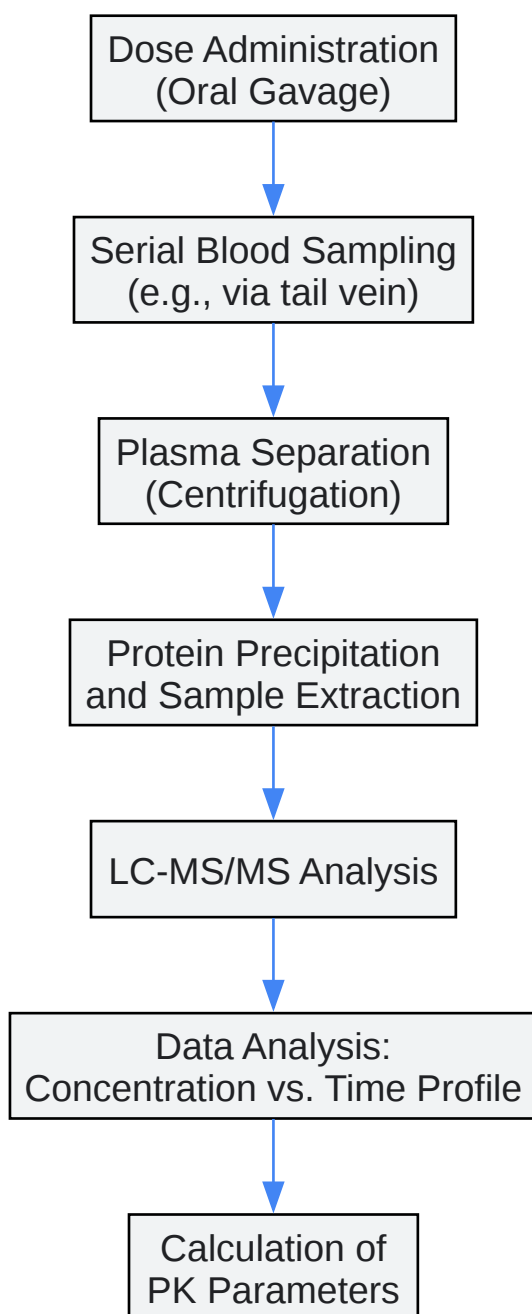 Dose Administration
(Oral Gavage)
Serial Blood Sampling
(e.g., via tail vein)
Plasma Separation
(Centrifugation)
Protein Precipitation
and Sample Extraction
LC-MS/MS Analysis
Data Analysis:
Concentration vs. Time Profile
Calculation of
PK Parameters